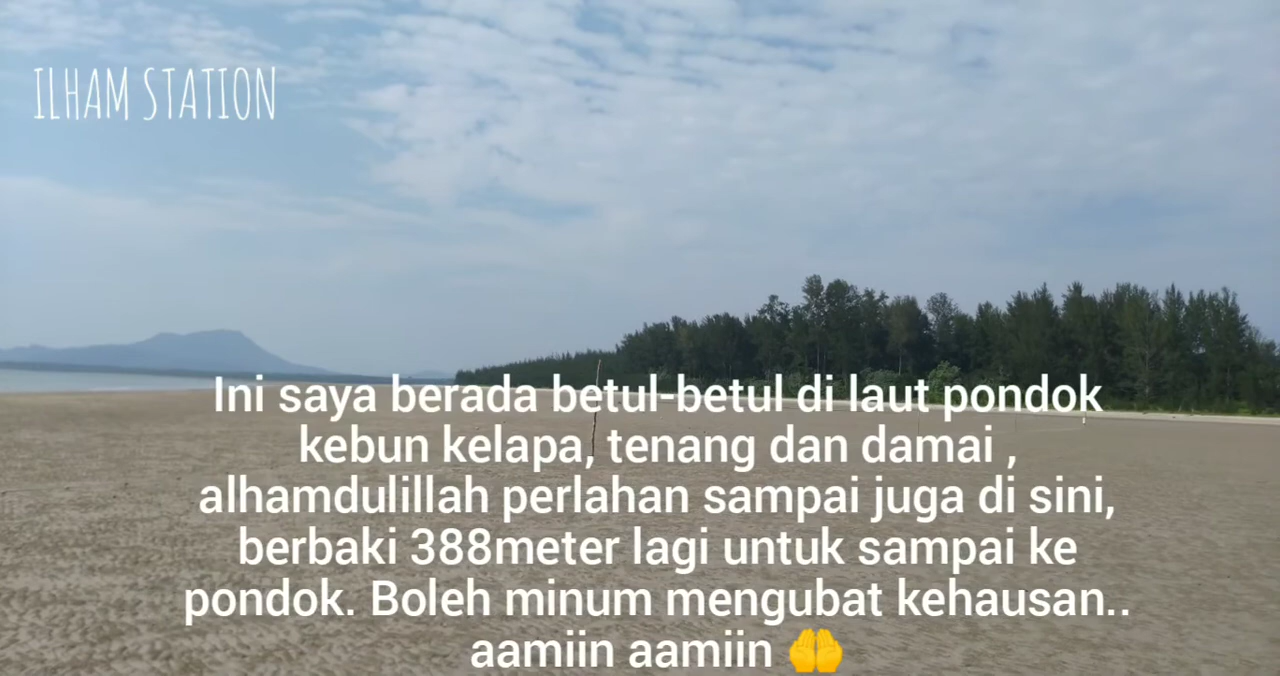 ILHAM STATION
Ini saya berada betul-betul di laut pondok
kebun kelapa, tenang dan damai ,
alhamdulillah perlahan sampai juga di sini,
berbaki 388meter lagi untuk sampai ke
pondok. Boleh minum mengubat kehausan..
aamiin aamiin 🤲